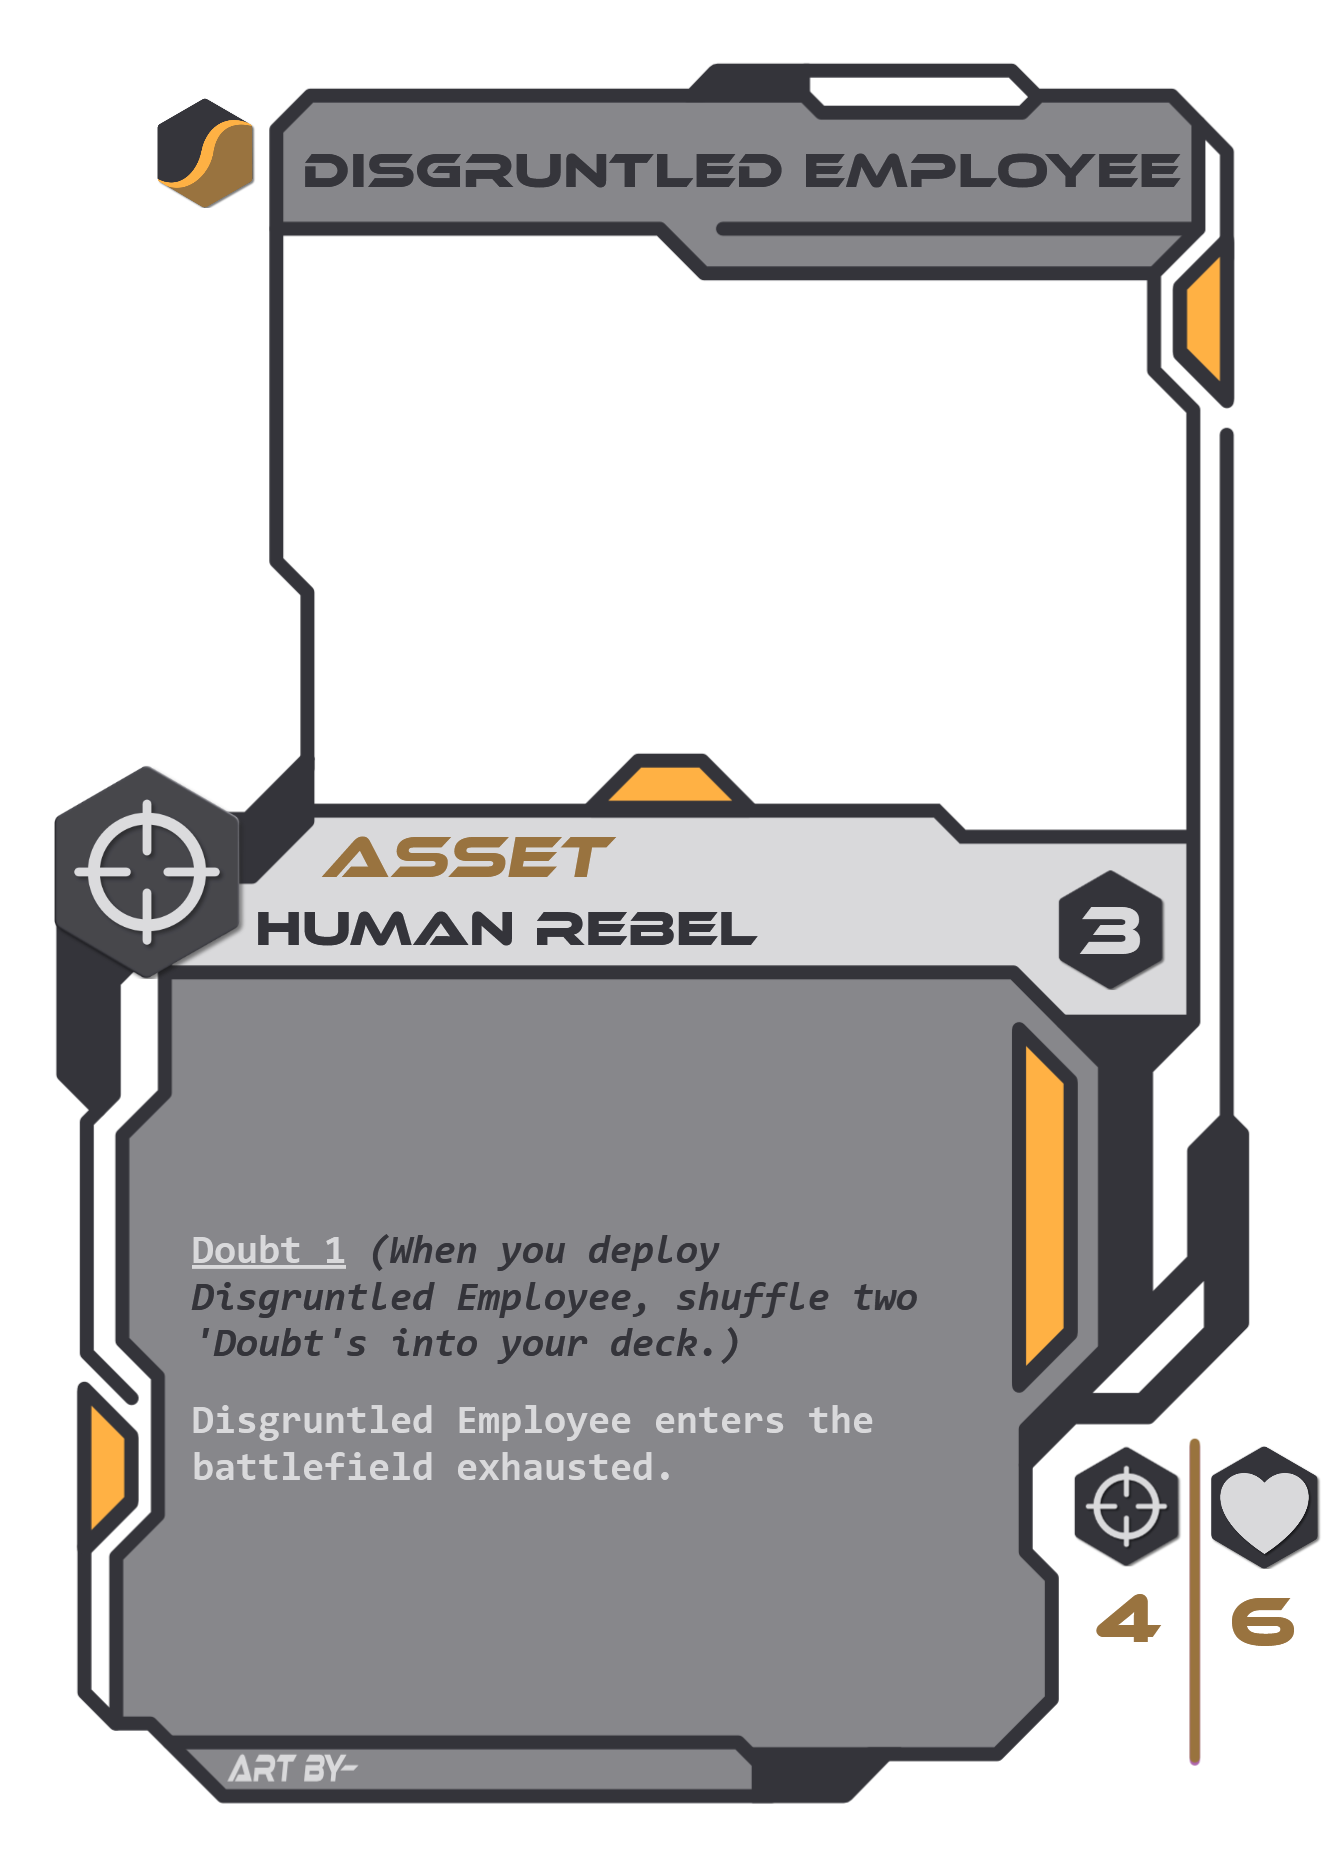 DISGRUNTLED EMPLOYEE
ASSET
HUMAN REBEL
3
Doubt 1 (When you deploy
Disgruntled Employee, shuffle two
'Doubt's into your deck.)
Disgruntled Employee enters the
battlefield exhausted.
4
6
ART BY-